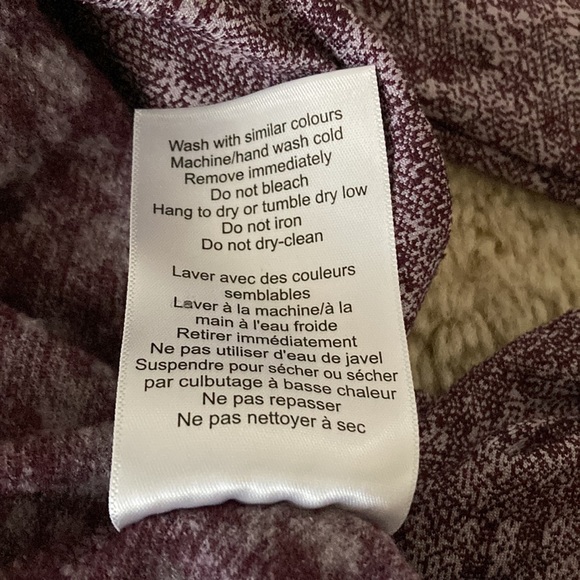 Wash with similar colours
Machine/hand wash cold
Remove immediately
Do not bleach
Hang to dry or tumble dry low
Do not iron
Do not dry-clean
Laver avec des couleurs
semblables
Laver à la machine/à la
main à l'eau froide
Retirer immédiatement
Ne pas utiliser d'eau de javel
Suspendre pour sécher ou sécher
par culbutage à basse chaleur
Ne pas repasser
Ne pas nettoyer à sec